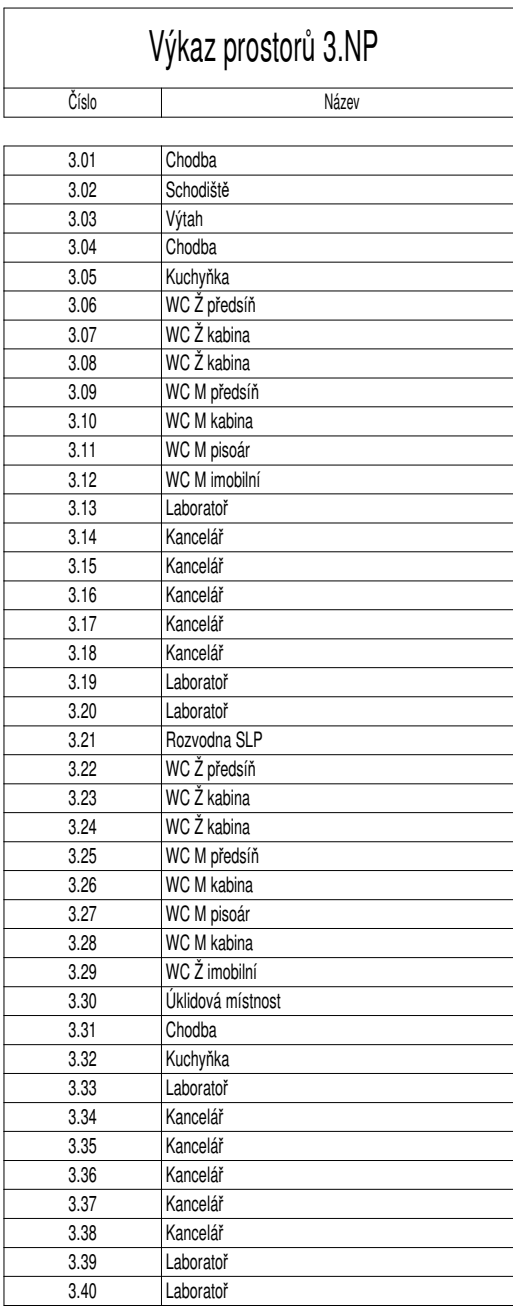 Výkaz prostorů 3.NP
Číslo Název
3.01 Chodba
3.02 Schodiště
3.03 Výtah
3.04 Chodba
3.05 Kuchyňka
3.06 WC Ž předsíň
3.07 WC Ž kabina
3.08 WC Ž kabina
3.09 WC M předsíň
3.10 WC M kabina
3.11 WC M pisoár
3.12 WC M imobilní
3.13 Laboratoř
3.14 Kancelář
3.15 Kancelář
3.16 Kancelář
3.17 Kancelář
3.18 Kancelář
3.19 Laboratoř
3.20 Laboratoř
3.21 Rozvodna SLP
3.22 WC Ž předsíň
3.23 WC Ž kabina
3.24 WC Ž kabina
3.25 WC M předsíň
3.26 WC M kabina
3.27 WC M pisoár
3.28 WC M kabina
3.29 WC Ž imobilní
3.30 Úklidová místnost
3.31 Chodba
3.32 Kuchyňka
3.33 Laboratoř
3.34 Kancelář
3.35 Kancelář
3.36 Kancelář
3.37 Kancelář
3.38 Kancelář
3.39 Laboratoř
3.40 Laboratoř